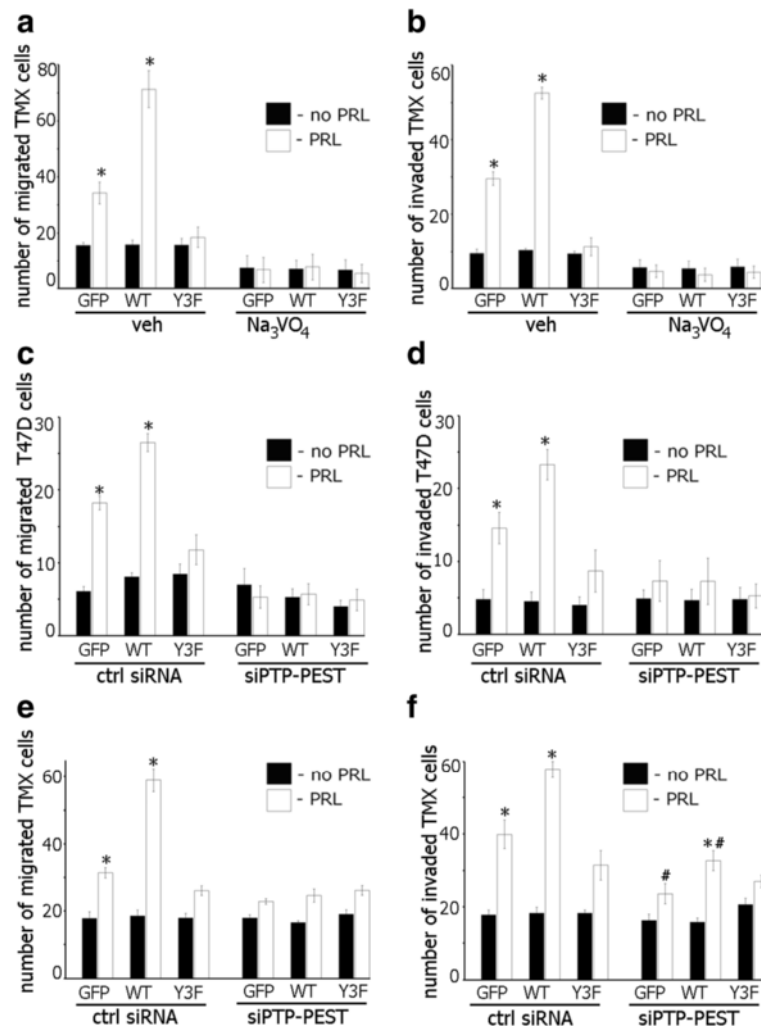 a
number of migrated TMX cells
80
60
40
20
0
*
*
- no PRL
- PRL
GFP WT Y3F GFP WT Y3F
veh Na₃VO₄
b
number of invaded TMX cells
60
40
20
0
*
*
- no PRL
- PRL
GFP WT Y3F GFP WT Y3F
veh Na₃VO₄
c
number of migrated T47D cells
30
20
10
0
*
*
- no PRL
- PRL
GFP WT Y3F GFP WT Y3F
ctrl siRNA siPTP-PEST
d
number of invaded T47D cells
30
20
10
0
*
*
- no PRL
- PRL
GFP WT Y3F GFP WT Y3F
ctrl siRNA siPTP-PEST
e
number of migrated TMX cells
60
40
20
0
*
*
- no PRL
- PRL
GFP WT Y3F GFP WT Y3F
ctrl siRNA siPTP-PEST
f
number of invaded TMX cells
60
40
20
0
*
*
#
*#
- no PRL
- PRL
GFP WT Y3F GFP WT Y3F
ctrl siRNA siPTP-PEST